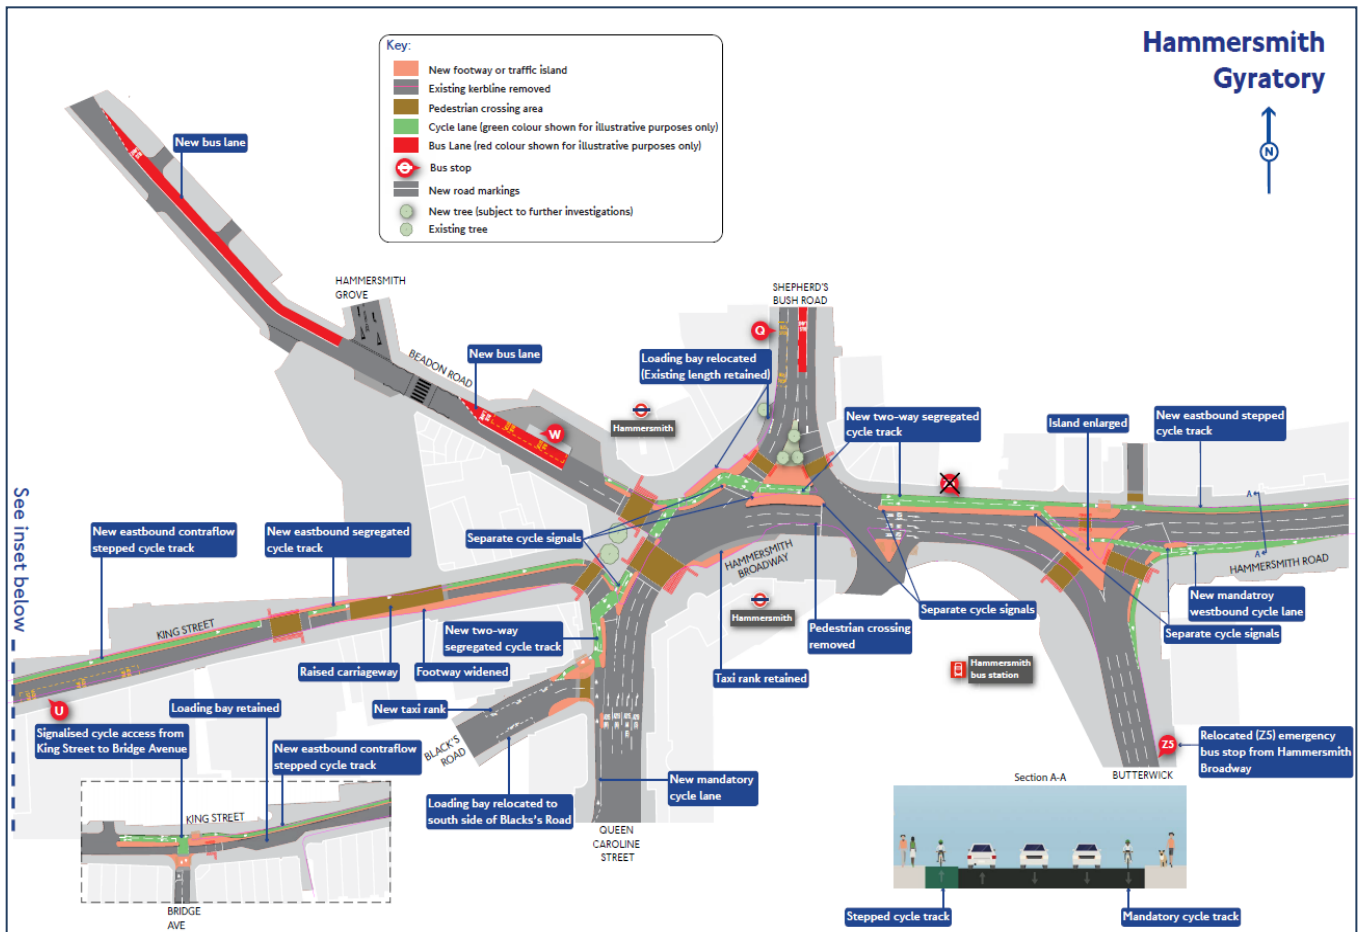 Hammersmith
Gyratory
N
Key:
New footway or traffic island
Existing kerbline removed
Pedestrian crossing area
Cycle lane (green colour shown for illustrative purposes only)
Bus Lane (red colour shown for illustrative purposes only)
Bus stop
New road markings
New tree (subject to further investigations)
Existing tree
New bus lane
HAMMERSMITH
GROVE
SHEPHERD'S
BUSH ROAD
Q
BEADON ROAD
New bus lane
Loading bay relocated
(Existing length retained)
W
Hammersmith
New two-way segregated
cycle track
Island enlarged
New eastbound stepped
cycle track
See inset below
New eastbound contraflow
stepped cycle track
New eastbound segregated
cycle track
Separate cycle signals
HAMMERSMITH
BROADWAY
A
A
HAMMERSMITH ROAD
KING STREET
New two-way
segregated cycle track
Hammersmith
Pedestrian crossing
removed
Separate cycle signals
New mandatroy
westbound cycle lane
Separate cycle signals
Raised carriageway
Footway widened
Taxi rank retained
Hammersmith
bus station
U
Loading bay retained
New taxi rank
BLACK'S
ROAD
Signalised cycle access from
King Street to Bridge Avenue
New eastbound contraflow
stepped cycle track
Z5
Relocated (Z5) emergency
bus stop from Hammersmith
Broadway
BUTTERWICK
Section A-A
New mandatory
cycle lane
Loading bay relocated to
south side of Blacks's Road
QUEEN
CAROLINE
STREET
KING STREET
BRIDGE
AVE
Stepped cycle track
Mandatory cycle track